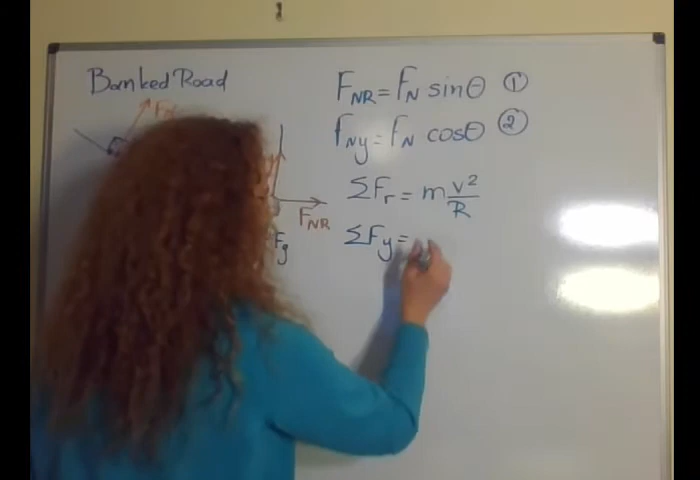 Banked Road
F_NR = F_N sinθ ①
F_Ny = F_N cosθ ②
ΣF_r = m v²/R
ΣF_y =
F_NR
F_g